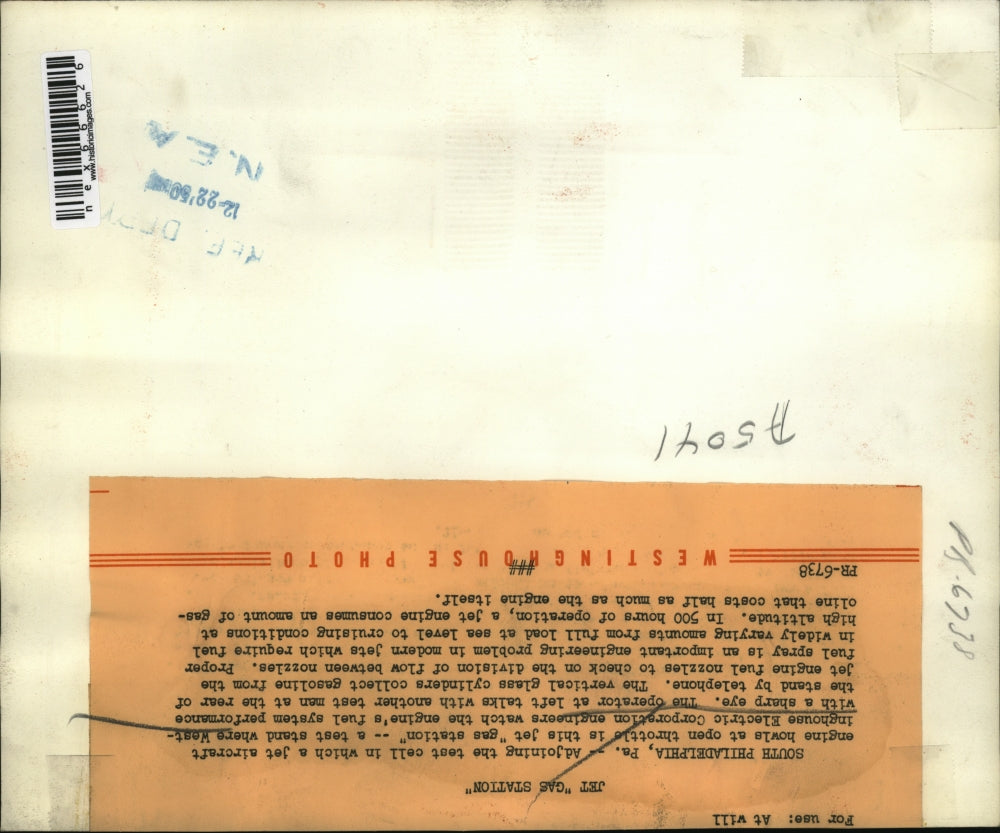 For use: At will
JET "GAS STATION"
SOUTH PHILADELPHIA, Pa. -- Adjoining the test cell in which a jet aircraft
engine howls at open throttle is this jet "gas station" -- a test stand where West-
inghouse Electric Corporation engineers watch the engine's fuel system performance
with a sharp eye. The operator at left talks with another test man at the rear of
the stand by telephone. The vertical glass cylinders collect gasoline from the
jet engine fuel nozzles to check on the division of flow between nozzles. Proper
fuel spray is an important engineering problem in modern jets which require fuel
in widely varying amounts from full load at sea level to cruising conditions at
high altitude. In 500 hours of operation, a jet engine consumes an amount of gas-
oline that costs half as much as the engine itself.
PR-6738
###
WESTINGHOUSE PHOTO
A5041
PS-6738
REF. DEPT
12-22'50
N.E.A
nex66626
www.historicimages.com